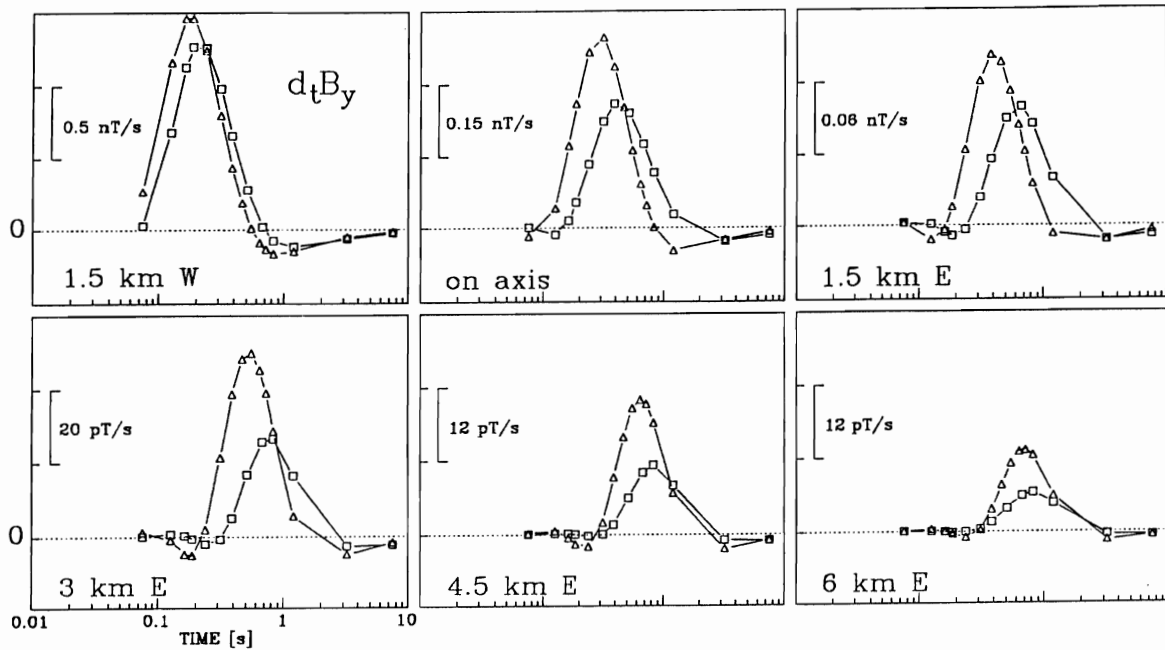 d_tB_y
0.5 nT/s
0
1.5 km W
0.15 nT/s
on axis
0.06 nT/s
1.5 km E
20 pT/s
0
3 km E
12 pT/s
4.5 km E
12 pT/s
6 km E
0.01 0.1 1 10
TIME [s]